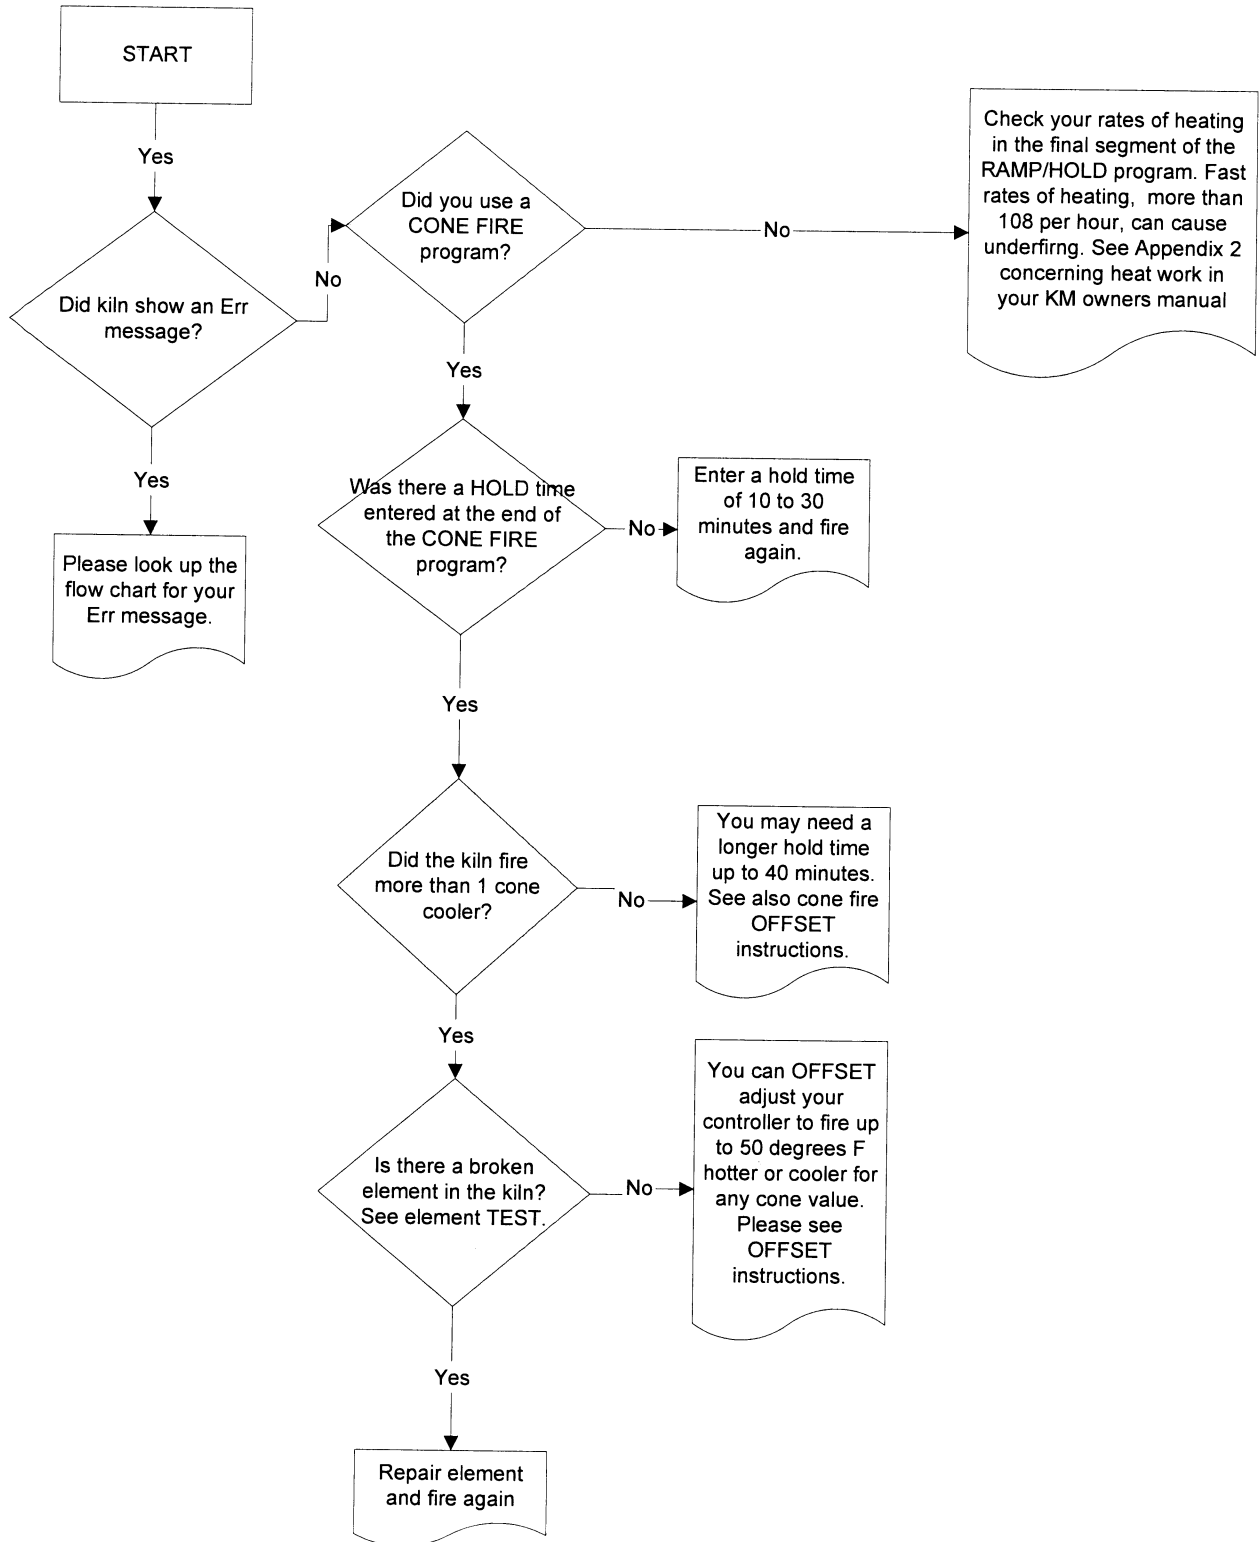 START
Yes
Did kiln show an Err
message?
No
Yes
Please look up the
flow chart for your
Err message.
Did you use a
CONE FIRE
program?
No
Check your rates of heating
in the final segment of the
RAMP/HOLD program. Fast
rates of heating, more than
108 per hour, can cause
underfirng. See Appendix 2
concerning heat work in
your KM owners manual
Yes
Was there a HOLD time
entered at the end of
the CONE FIRE
program?
No
Enter a hold time
of 10 to 30
minutes and fire
again.
Yes
Did the kiln fire
more than 1 cone
cooler?
No
You may need a
longer hold time
up to 40 minutes.
See also cone fire
OFFSET
instructions.
Yes
Is there a broken
element in the kiln?
See element TEST.
No
You can OFFSET
adjust your
controller to fire up
to 50 degrees F
hotter or cooler for
any cone value.
Please see
OFFSET
instructions.
Yes
Repair element
and fire again